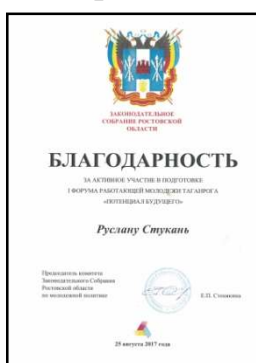 ЗАКОНОДАТЕЛЬНОЕ
СОБРАНИЕ РОСТОВСКОЙ
ОБЛАСТИ
БЛАГОДАРНОСТЬ
ЗА АКТИВНОЕ УЧАСТИЕ В ПОДГОТОВКЕ
I ФОРУМА РАБОТАЮЩЕЙ МОЛОДЕЖИ ТАГАНРОГА
«ПОТЕНЦИАЛ БУДУЩЕГО»
Руслану Стукань
Председатель комитета
Законодательного Собрания
Ростовской области
по молодежной политике
Е.П. Стенякина
25 августа 2017 года